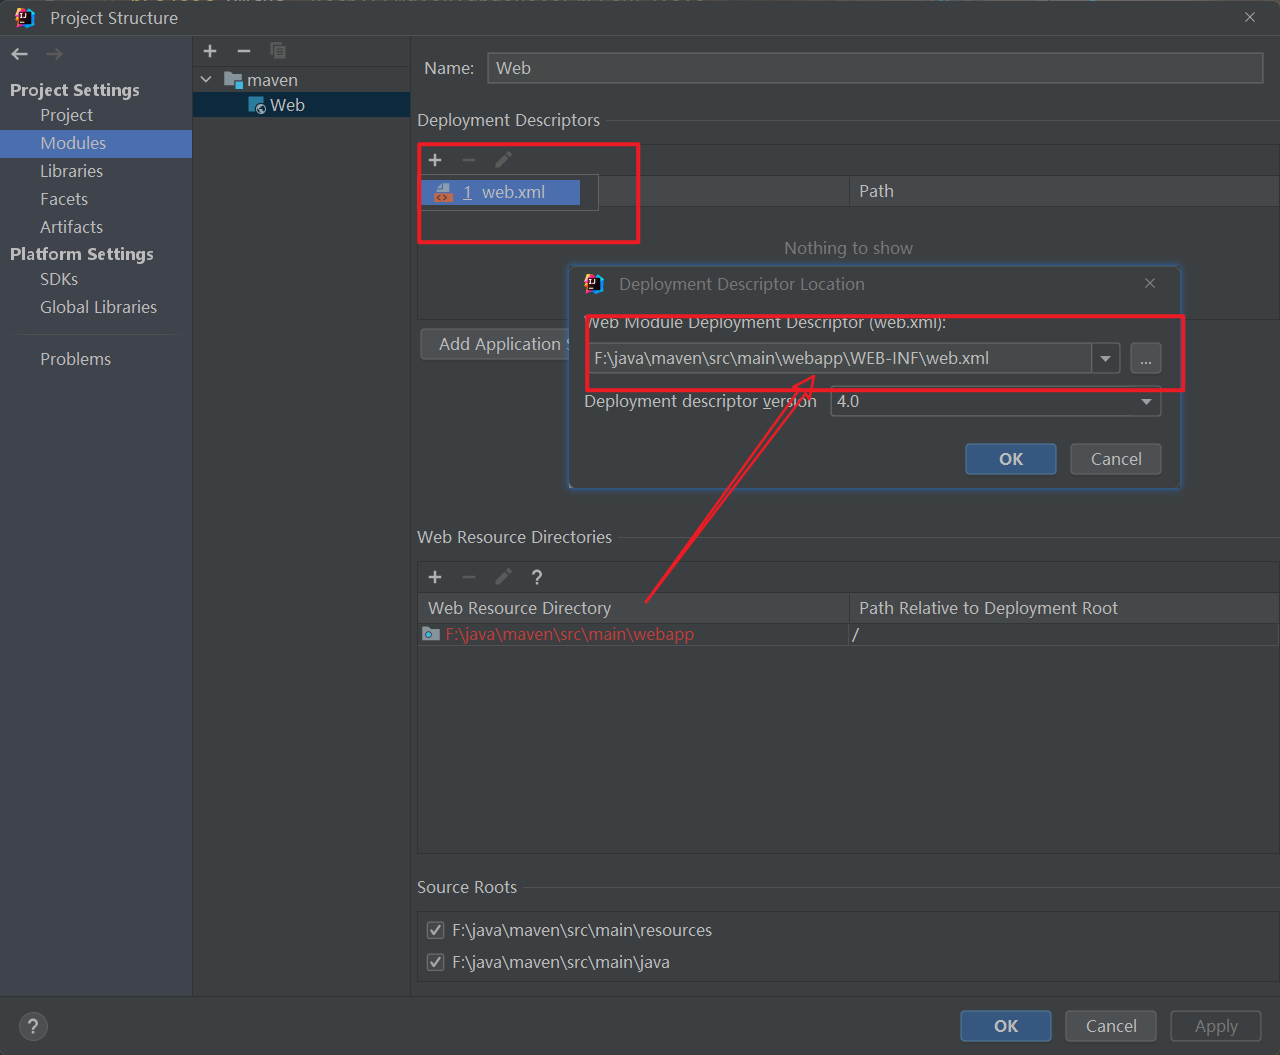 Project Structure
Project Settings
Project
Modules
Libraries
Facets
Artifacts
Platform Settings
SDKs
Global Libraries
Problems
maven
Web
Name: Web
Deployment Descriptors
1 web.xml
Path
Nothing to show
Add Application
Deployment Descriptor Location
Web Module Deployment Descriptor (web.xml):
F:\java\maven\src\main\webapp\WEB-INF\web.xml
...
Deployment descriptor version 4.0
OK Cancel
Web Resource Directories
?
Web Resource Directory Path Relative to Deployment Root
F:\java\maven\src\main\webapp /
Source Roots
F:\java\maven\src\main\resources
F:\java\maven\src\main\java
? OK Cancel Apply